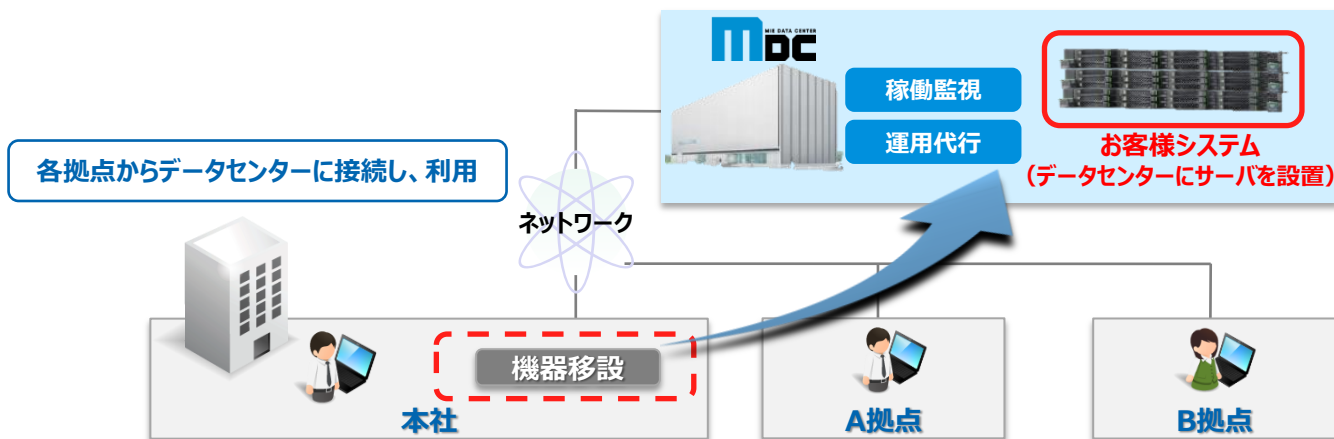 MIS DATA CENTER
MDC
稼働監視
運用代行
お客様システム
（データセンターにサーバを設置）
各拠点からデータセンターに接続し、利用
ネットワーク
機器移設
本社
A拠点
B拠点